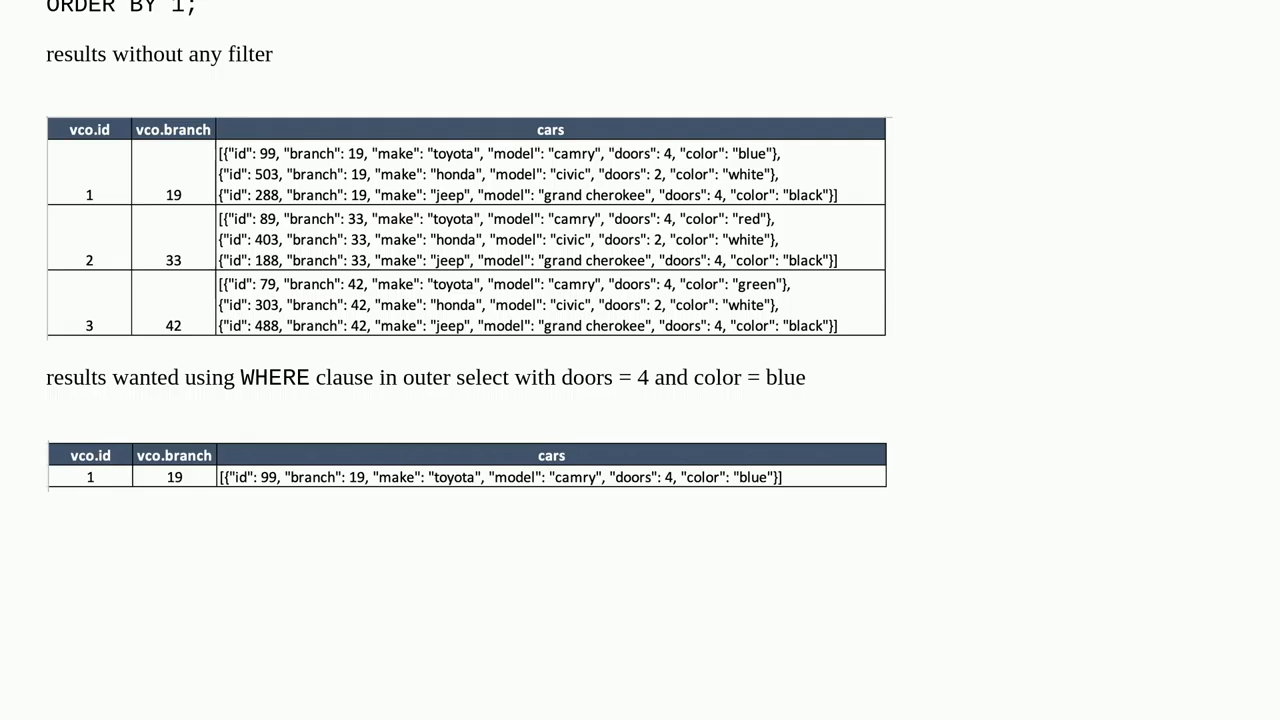 ORDER BY 1;
results without any filter
vco.id vco.branch cars
[{"id": 99, "branch": 19, "make": "toyota", "model": "camry", "doors": 4, "color": "blue"},
{"id": 503, "branch": 19, "make": "honda", "model": "civic", "doors": 2, "color": "white"},
1 19 {"id": 288, "branch": 19, "make": "jeep", "model": "grand cherokee", "doors": 4, "color": "black"}]
[{"id": 89, "branch": 33, "make": "toyota", "model": "camry", "doors": 4, "color": "red"},
{"id": 403, "branch": 33, "make": "honda", "model": "civic", "doors": 2, "color": "white"},
2 33 {"id": 188, "branch": 33, "make": "jeep", "model": "grand cherokee", "doors": 4, "color": "black"}]
[{"id": 79, "branch": 42, "make": "toyota", "model": "camry", "doors": 4, "color": "green"},
{"id": 303, "branch": 42, "make": "honda", "model": "civic", "doors": 2, "color": "white"},
3 42 {"id": 488, "branch": 42, "make": "jeep", "model": "grand cherokee", "doors": 4, "color": "black"}]
results wanted using WHERE clause in outer select with doors = 4 and color = blue
vco.id vco.branch cars
1 19 [{"id": 99, "branch": 19, "make": "toyota", "model": "camry", "doors": 4, "color": "blue"}]